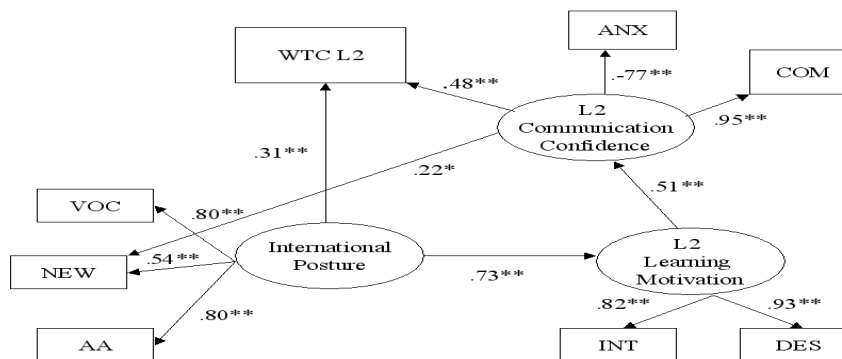 ANX
WTC L2
COM
.48**
.-77**
L2
Communication
Confidence
.95**
.31**
.22*
VOC
.80**
.51**
International
Posture
L2
Learning
Motivation
NEW
.54**
.73**
.80**
.82**
.93**
AA
INT
DES